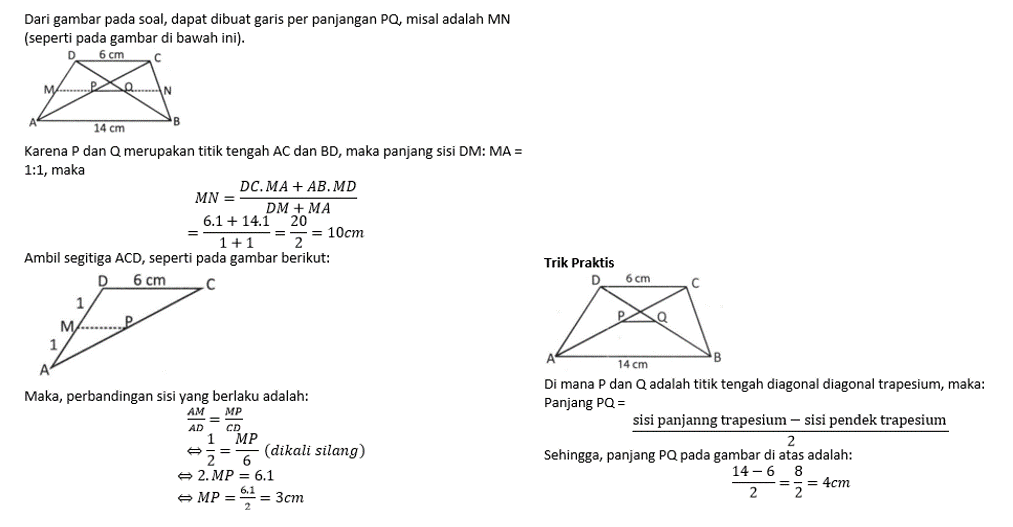 Dari gambar pada soal, dapat dibuat garis per panjangan PQ, misal adalah MN
(seperti pada gambar di bawah ini).
D 6 cm C
M P Q N
A B
14 cm
Karena P dan Q merupakan titik tengah AC dan BD, maka panjang sisi DM: MA =
1:1, maka
MN = \frac{DC.MA + AB.MD}{DM + MA}
= \frac{6.1 + 14.1}{1 + 1} = \frac{20}{2} = 10cm
Ambil segitiga ACD, seperti pada gambar berikut:
D 6 cm C
1
M P
1
A
Maka, perbandingan sisi yang berlaku adalah:
\frac{AM}{AD} = \frac{MP}{CD}
⇔ \frac{1}{2} = \frac{MP}{6} (dikali silang)
⇔ 2.MP = 6.1
⇔ MP = \frac{6.1}{2} = 3cm
Trik Praktis
D 6 cm C
P Q
A B
14 cm
Di mana P dan Q adalah titik tengah diagonal diagonal trapesium, maka:
Panjang PQ =
\frac{sisi panjanng trapesium − sisi pendek trapesium}{2}
Sehingga, panjang PQ pada gambar di atas adalah:
\frac{14 − 6}{2} = \frac{8}{2} = 4cm